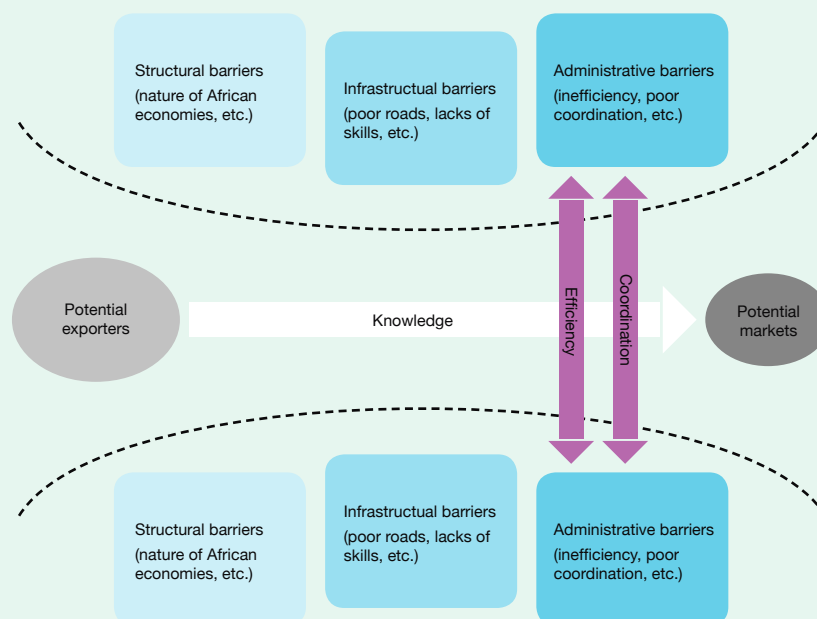 Structural barriers
(nature of African
economies, etc.)
Infrastructual barriers
(poor roads, lacks of
skills, etc.)
Administrative barriers
(inefficiency, poor
coordination, etc.)
Potential
exporters
Knowledge
Efficiency
Coordination
Potential
markets
Structural barriers
(nature of African
economies, etc.)
Infrastructual barriers
(poor roads, lacks of
skills, etc.)
Administrative barriers
(inefficiency, poor
coordination, etc.)